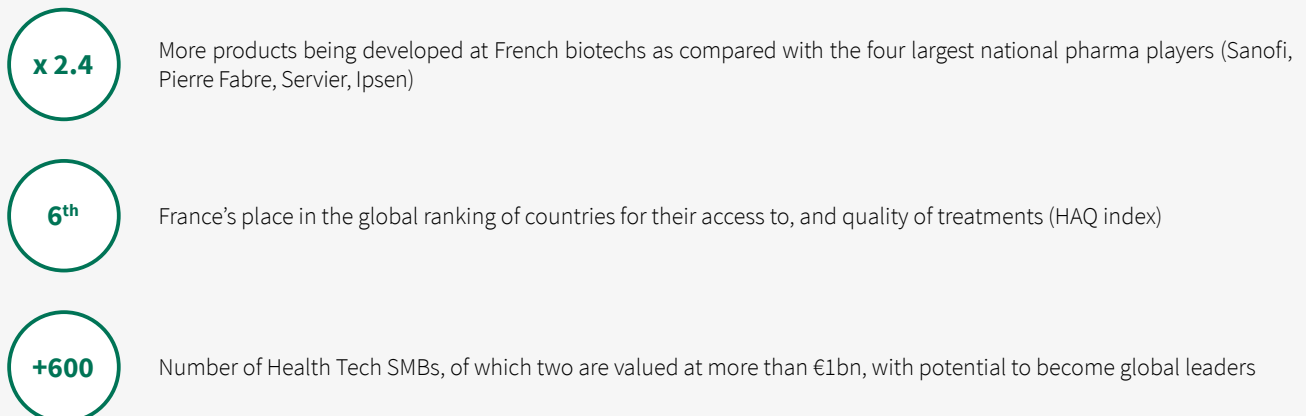 x 2.4
More products being developed at French biotechs as compared with the four largest national pharma players (Sanofi,
Pierre Fabre, Servier, Ipsen)
6th
France’s place in the global ranking of countries for their access to, and quality of treatments (HAQ index)
+600
Number of Health Tech SMBs, of which two are valued at more than €1bn, with potential to become global leaders